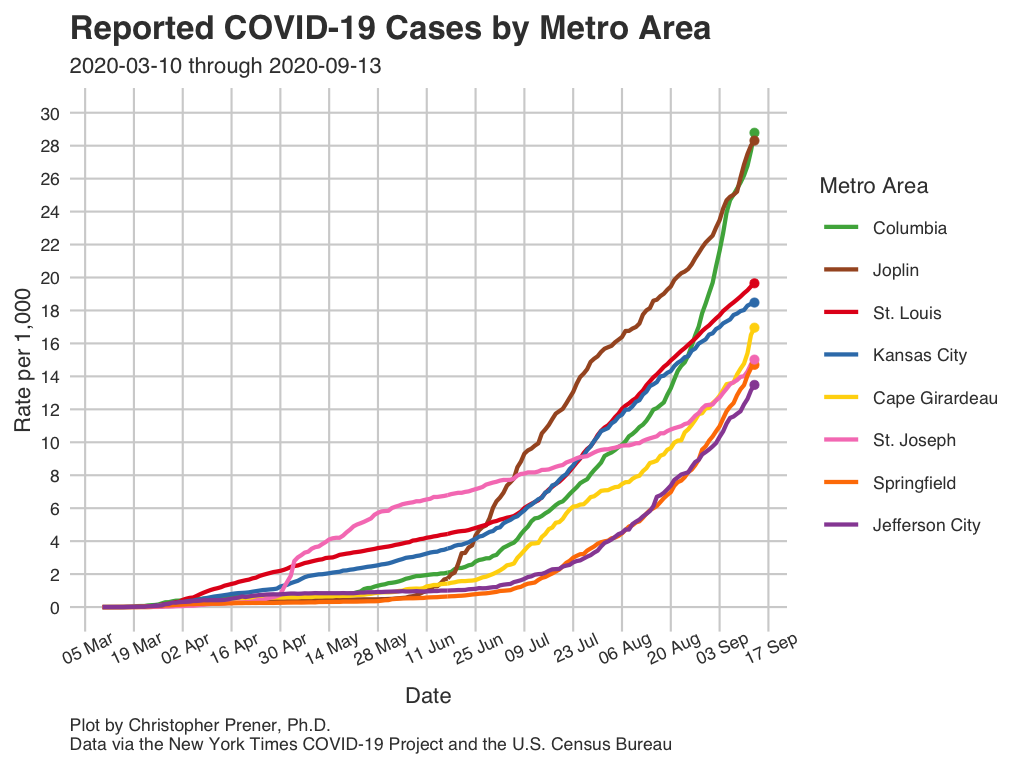 Reported COVID-19 Cases by Metro Area
2020-03-10 through 2020-09-13
30
28
26
24
22
20
18
16
14
12
10
8
6
4
2
0
Rate per 1,000
05 Mar
19 Mar
02 Apr
16 Apr
30 Apr
14 May
28 May
11 Jun
25 Jun
09 Jul
23 Jul
06 Aug
20 Aug
03 Sep
17 Sep
Date
Metro Area
Columbia
Joplin
St. Louis
Kansas City
Cape Girardeau
St. Joseph
Springfield
Jefferson City
Plot by Christopher Prener, Ph.D.
Data via the New York Times COVID-19 Project and the U.S. Census Bureau